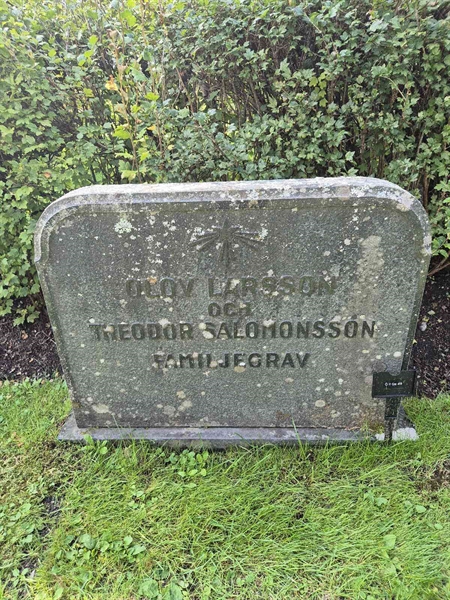 OLOV LARSSON
OCH
THEODOR SALOMONSSON
FAMILJEGRAV